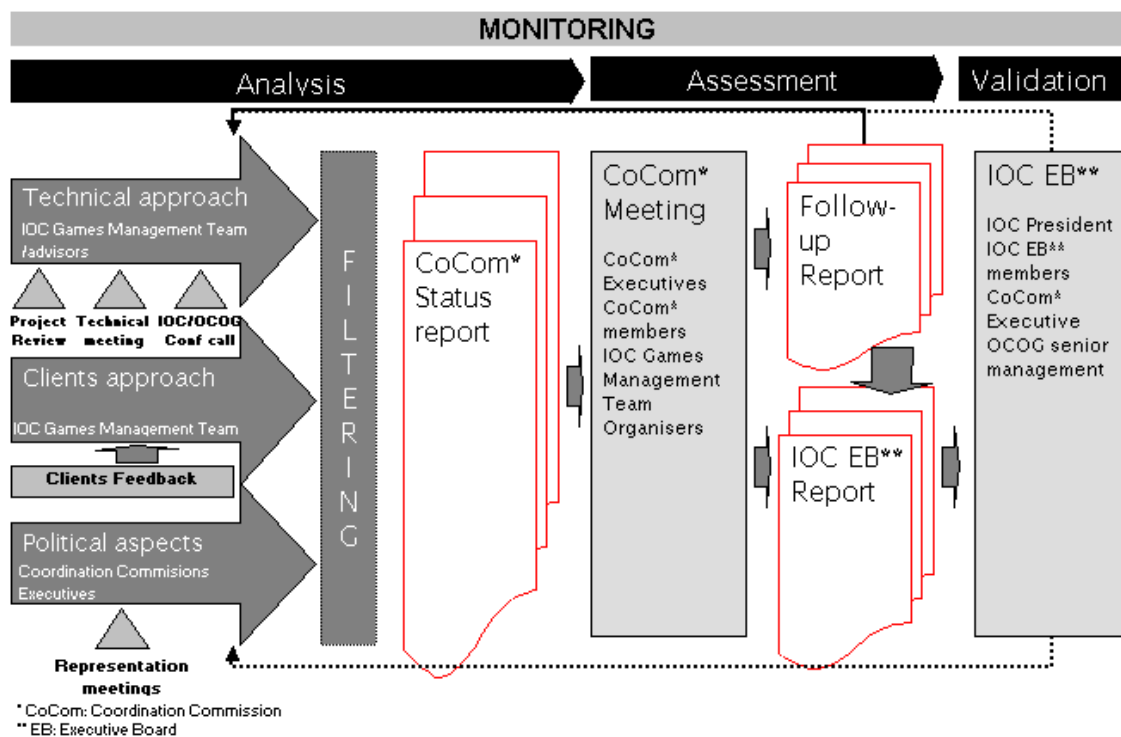 MONITORING
Analysis
Assessment
Validation
Technical approach
IOC Games Management Team
/advisors
Project
Review
Technical
meeting
IOC/OCOG
Conf call
Clients approach
IOC Games Management Team
Clients Feedback
Political aspects
Coordination Commisions
Executives
Representation
meetings
FILTERING
CoCom*
Status
report
CoCom*
Meeting
CoCom*
Executives
CoCom*
members
IOC Games
Management
Team
Organisers
Follow-
up
Report
IOC EB**
Report
IOC EB**
IOC President
IOC EB**
members
CoCom*
Executive
OCOG senior
management
* CoCom: Coordination Commission
** EB: Executive Board